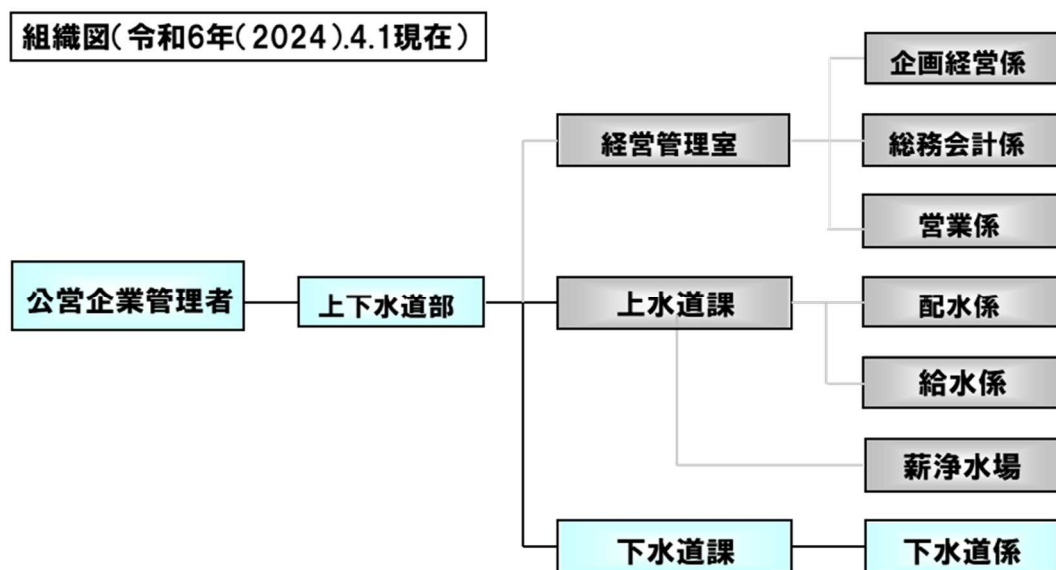 組織図(令和6年(2024).4.1現在)
企画経営係
経営管理室
総務会計係
営業係
公営企業管理者
上下水道部
上水道課
配水係
給水係
薪浄水場
下水道課
下水道係